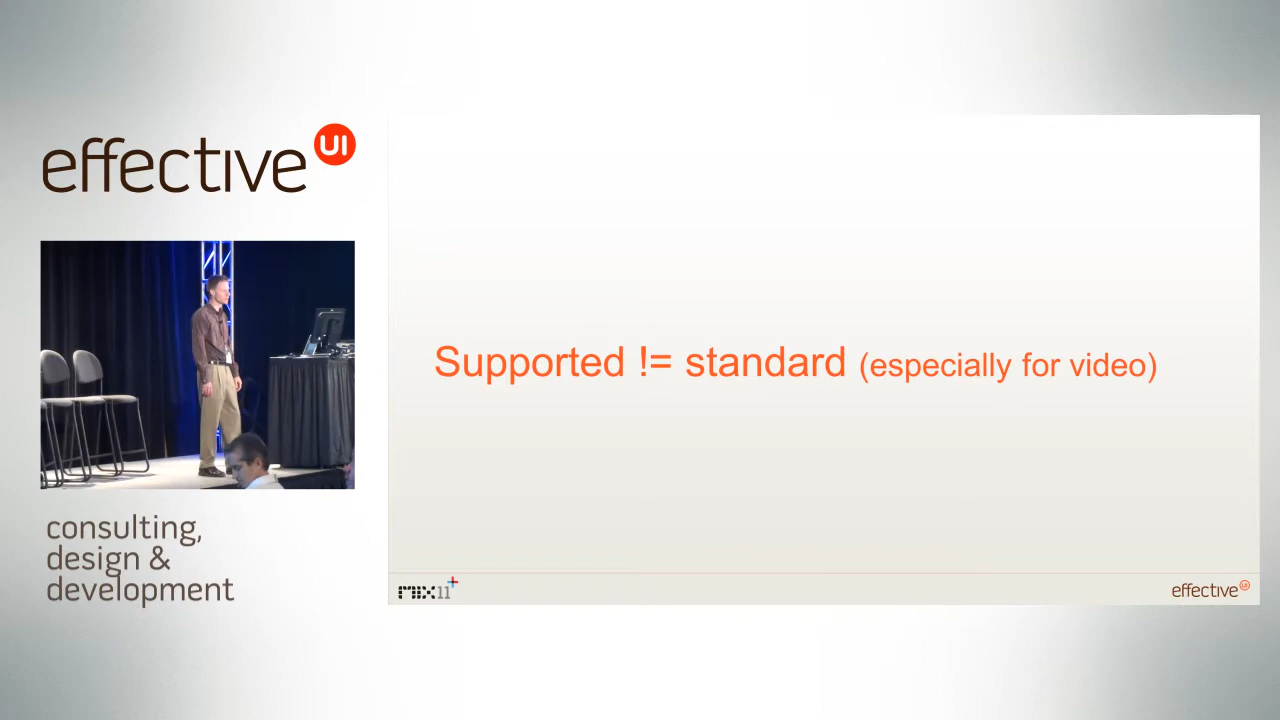 effective UI
consulting,
design &
development
Supported != standard (especially for video)
MIX11
effective UI